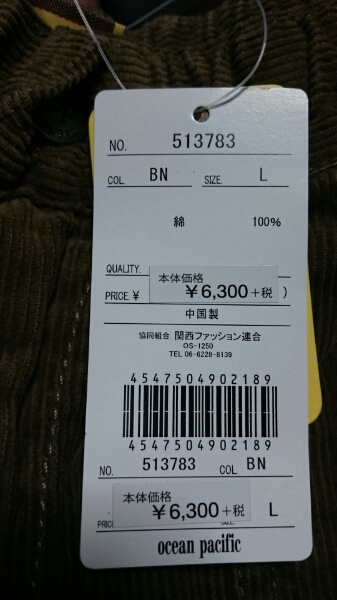 NO. 513783
COL. BN SIZE. L
綿 100%
QUALITY.
本体価格
PRICE. ¥ ¥6,300+税 )
中国製
協同組合 関西ファッション連合
OS-1250
TEL 06-6228-8139
4547504902189
4547504902189
NO. 513783 COL. BN
本体価格
¥6,300+税 L
ocean pacific